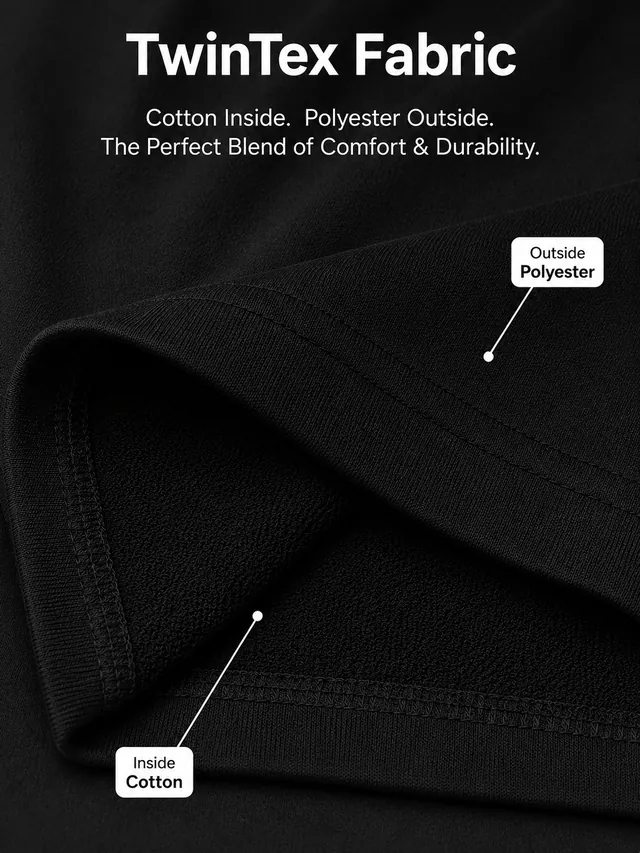 TwinTex Fabric
Cotton Inside. Polyester Outside.
The Perfect Blend of Comfort & Durability.
Outside
Polyester
Inside
Cotton